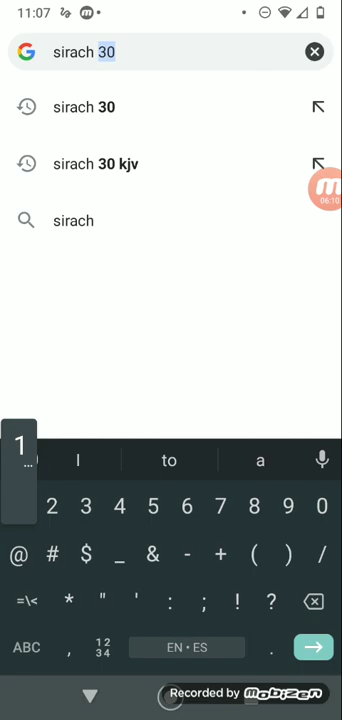 11:07
sirach 30
sirach 30
sirach 30 kjv
06:10
sirach
1
...
I to a
2 3 4 5 6 7 8 9 0
@ # $ _ & - + ( ) /
=\< * " ' : ; ! ?
ABC , 12 34 EN • ES .
Recorded by mobizen